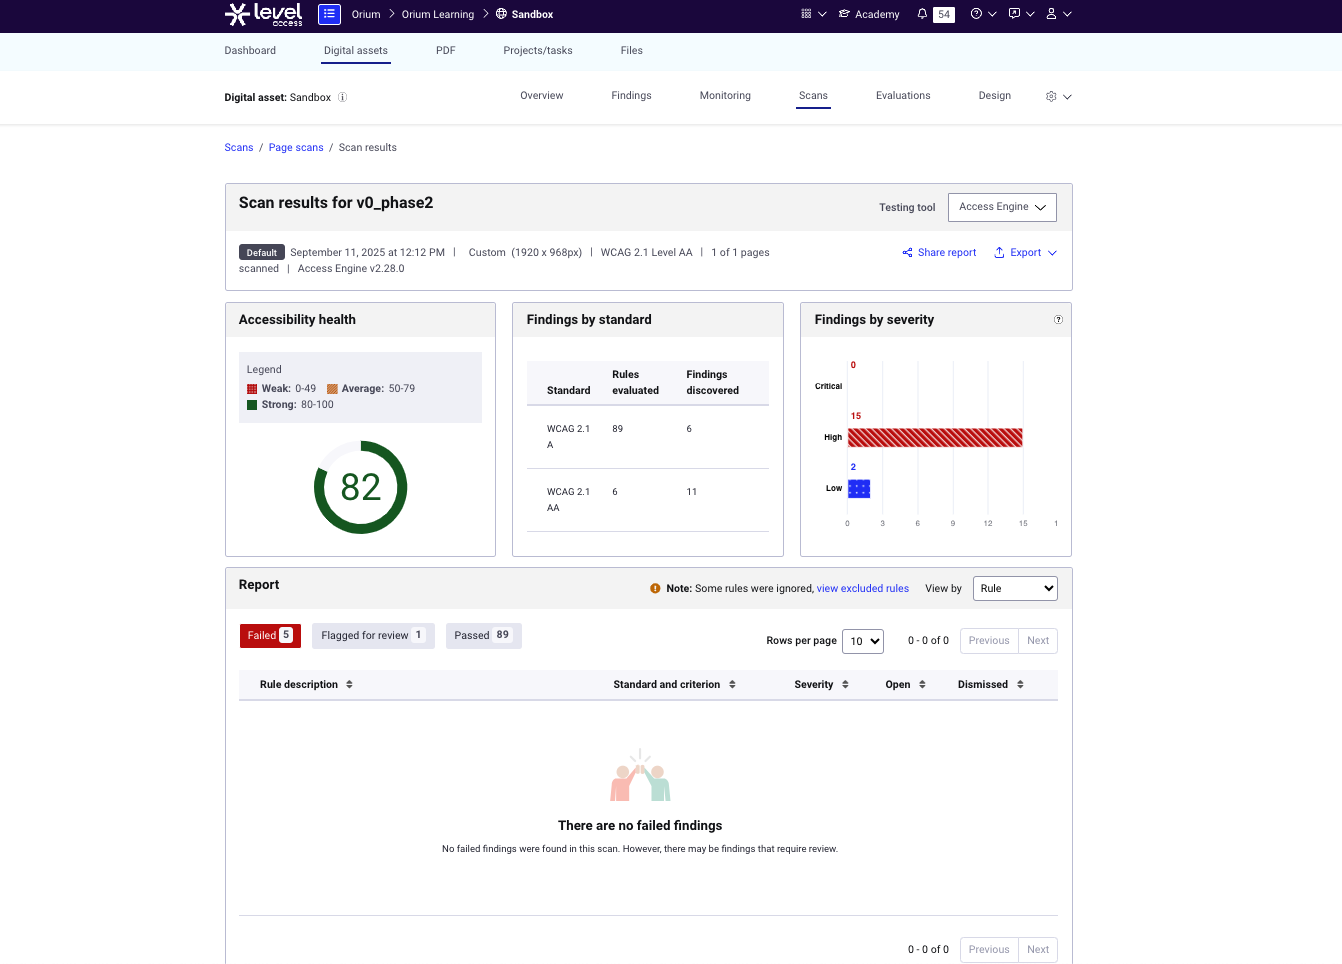 level access
Orium
Orium Learning
Sandbox
Academy
54
Dashboard
Digital assets
PDF
Projects/tasks
Files
Digital asset: Sandbox
Overview
Findings
Monitoring
Scans
Evaluations
Design
Scans / Page scans / Scan results
Scan results for v0_phase2
Testing tool
Access Engine
Default September 11, 2025 at 12:12 PM | Custom (1920 x 968px) | WCAG 2.1 Level AA | 1 of 1 pages
scanned | Access Engine v2.28.0
Share report
Export
Accessibility health
Legend
Weak: 0-49 Average: 50-79
Strong: 80-100
82
Findings by standard
Standard
Rules evaluated
Findings discovered
WCAG 2.1 A
89
6
WCAG 2.1 AA
6
11
Findings by severity
?
0
Critical
15
High
2
Low
0 3 6 9 12 15 1
Report
Note: Some rules were ignored, view excluded rules
View by
Rule
Failed 5
Flagged for review 1
Passed 89
Rows per page
10
0 - 0 of 0
Previous
Next
Rule description
Standard and criterion
Severity
Open
Dismissed
There are no failed findings
No failed findings were found in this scan. However, there may be findings that require review.
0 - 0 of 0
Previous
Next